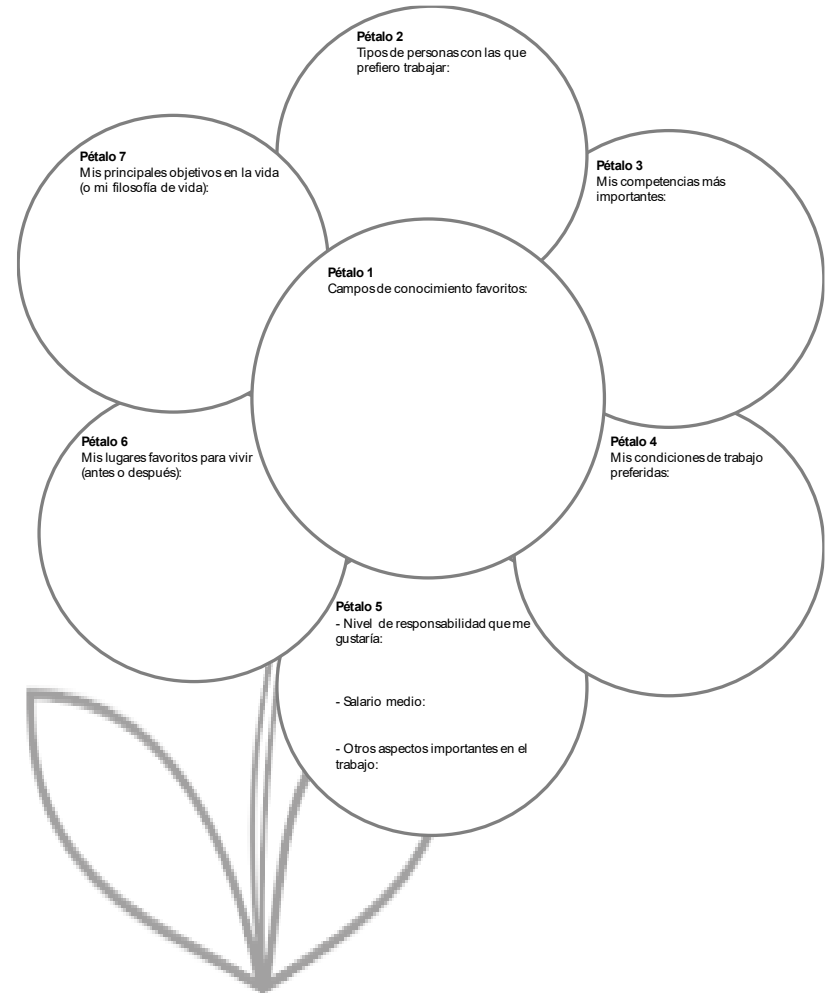 Pétalo 2
Tipos de personas con las que
prefiero trabajar:
Pétalo 7
Mis principales objetivos en la vida
(o mi filosofía de vida):
Pétalo 3
Mis competencias más
importantes:
Pétalo 1
Campos de conocimiento favoritos:
Pétalo 6
Mis lugares favoritos para vivir
(antes o después):
Pétalo 4
Mis condiciones de trabajo
preferidas:
Pétalo 5
- Nivel de responsabilidad que me
gustaría:
- Salario medio:
- Otros aspectos importantes en el
trabajo: